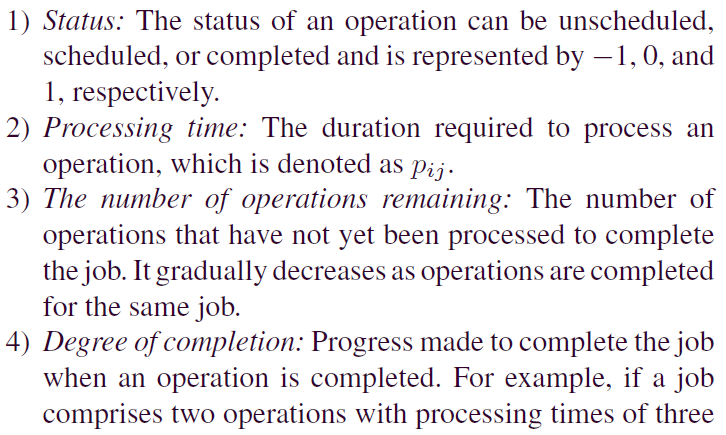 1) Status: The status of an operation can be unscheduled,
scheduled, or completed and is represented by −1, 0, and
1, respectively.
2) Processing time: The duration required to process an
operation, which is denoted as p_{ij}.
3) The number of operations remaining: The number of
operations that have not yet been processed to complete
the job. It gradually decreases as operations are completed
for the same job.
4) Degree of completion: Progress made to complete the job
when an operation is completed. For example, if a job
comprises two operations with processing times of three